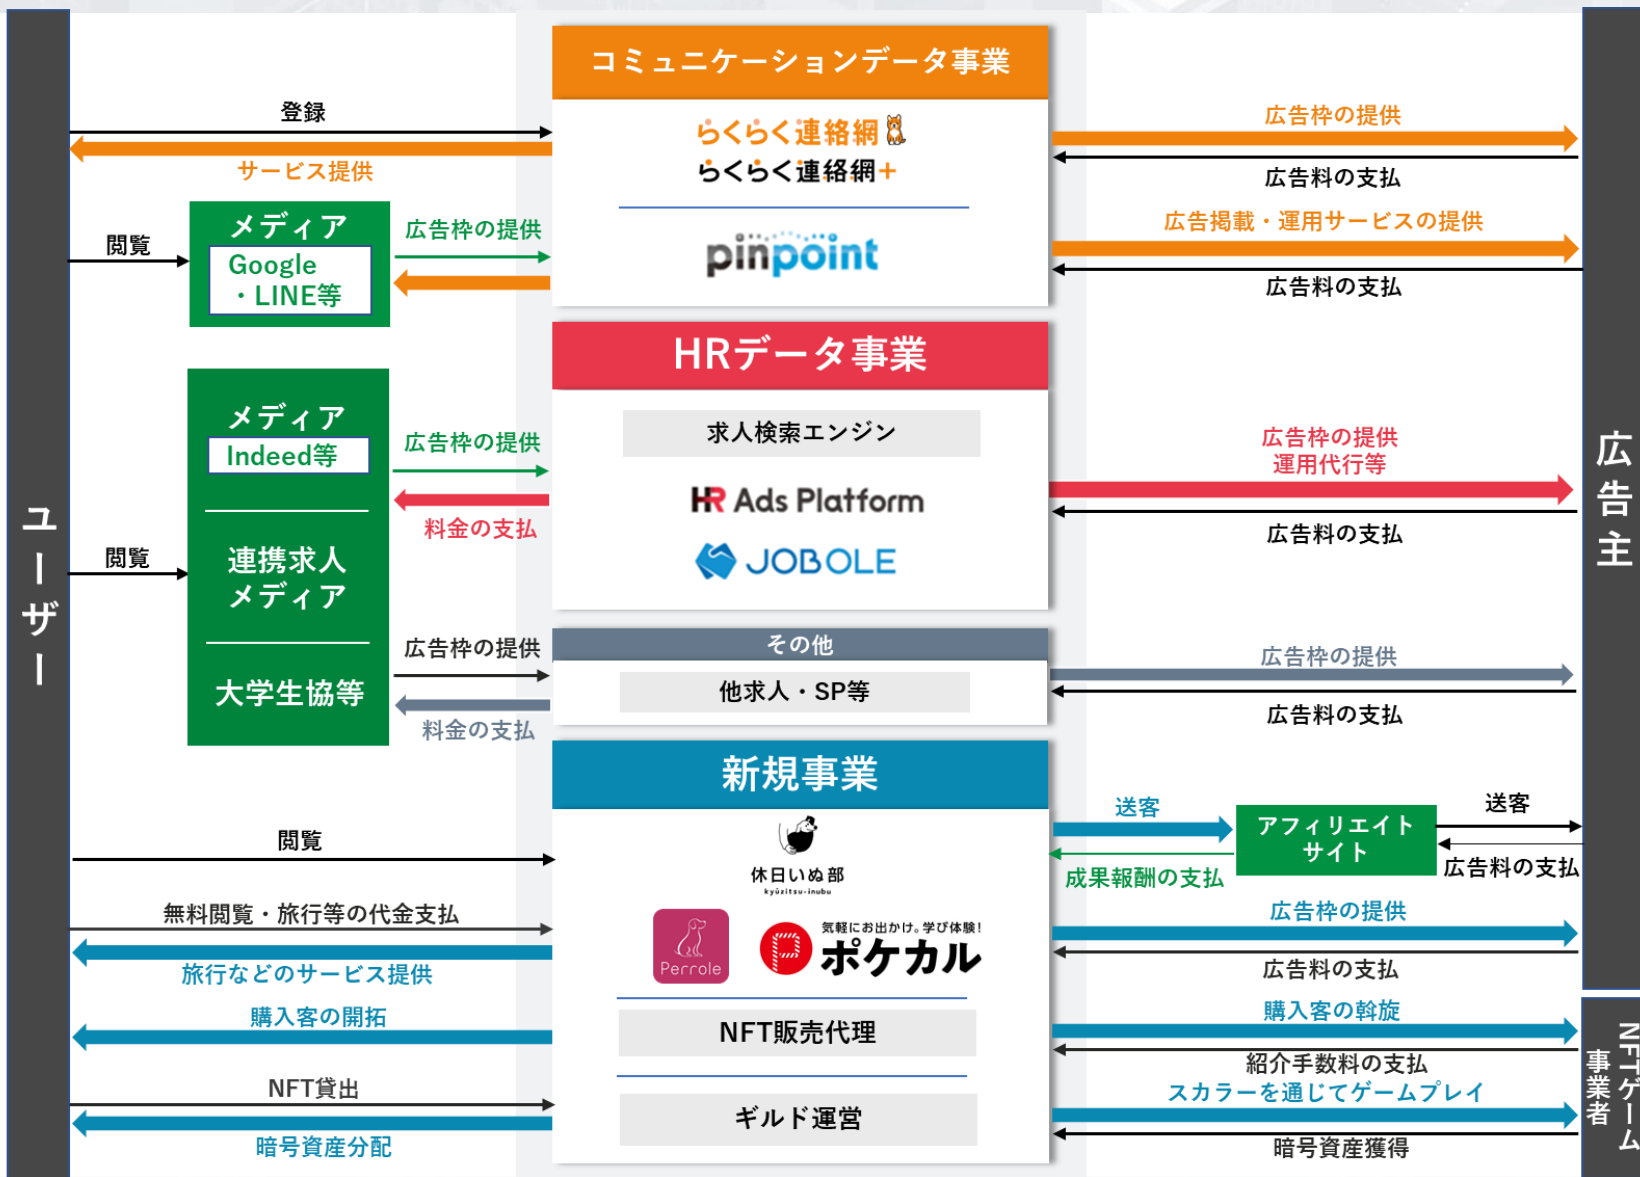 コミュニケーションデータ事業
登録
サービス提供
らくらく連絡網
らくらく連絡網+
広告枠の提供
広告料の支払
メディア
Google
・LINE等
閲覧
広告枠の提供
pinpoint
広告掲載・運用サービスの提供
広告料の支払
HRデータ事業
メディア
Indeed等
広告枠の提供
料金の支払
求人検索エンジン
HR Ads Platform
JOBOLE
広告枠の提供
運用代行等
広告料の支払
ユーザー
広告主
閲覧
連携求人
メディア
大学生協等
広告枠の提供
料金の支払
その他
他求人・SP等
広告枠の提供
広告料の支払
新規事業
閲覧
休日いぬ部
kyūzitsu-inubu
送客
成果報酬の支払
アフィリエイト
サイト
送客
広告料の支払
無料閲覧・旅行等の代金支払
旅行などのサービス提供
Perrole
気軽にお出かけ。学び体験!
ポケカル
広告枠の提供
広告料の支払
購入客の開拓
NFT販売代理
購入客の斡旋
紹介手数料の支払
NFT貸出
暗号資産分配
ギルド運営
スカラーを通じてゲームプレイ
暗号資産獲得
NFTゲーム
事業者